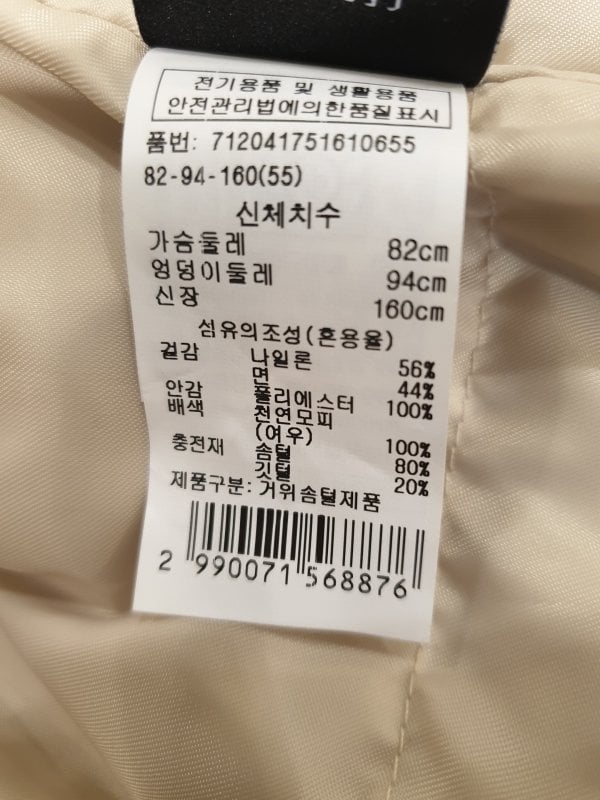 전기용품 및 생활용품
안전관리법에의한품질표시
품번: 712041751610655
82-94-160(55)
신체치수
가슴둘레 82cm
엉덩이둘레 94cm
신장 160cm
섬유의조성(혼용율)
겉감 나일론 56%
면 44%
안감 폴리에스터 100%
배색 천연모피
(여우) 100%
충전재 솜털 80%
깃털 20%
제품구분: 거위솜털제품
2 990071 568876